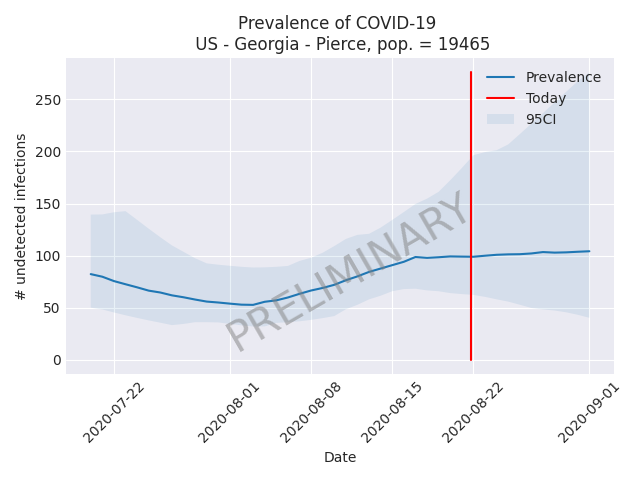 Prevalence of COVID-19
US - Georgia - Pierce, pop. = 19465
# undetected infections
250
200
150
100
50
0
Prevalence
Today
95CI
PRELIMINARY
2020-07-22
2020-08-01
2020-08-08
2020-08-15
2020-08-22
2020-09-01
Date